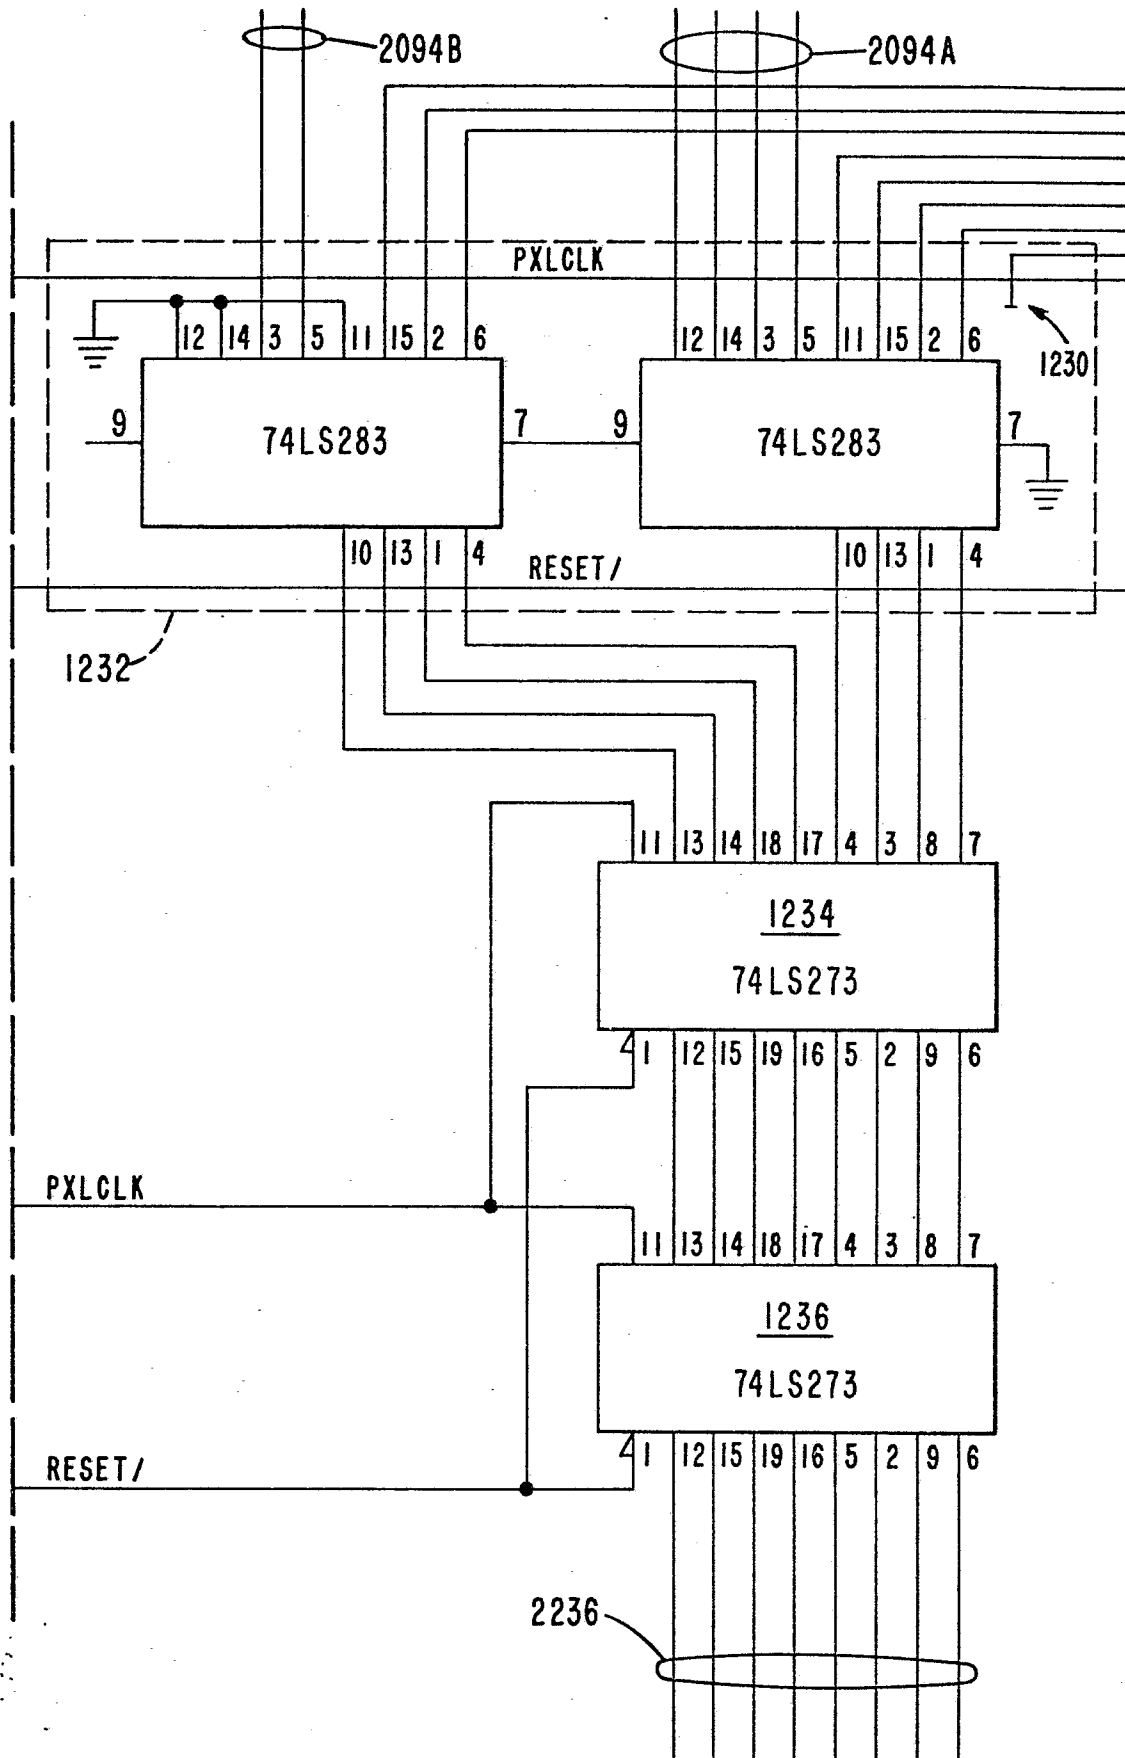 2094B 2094A
PXLCLK
12 14 3 5 11 15 2 6 12 14 3 5 11 15 2 6
1230
9 74LS283 7 9 74LS283 7
10 13 1 4 10 13 1 4
RESET/
1232
11 13 14 18 17 4 3 8 7
1234
74LS273
1 12 15 19 16 5 2 9 6
PXLCLK
11 13 14 18 17 4 3 8 7
1236
74LS273
1 12 15 19 16 5 2 9 6
RESET/
2236